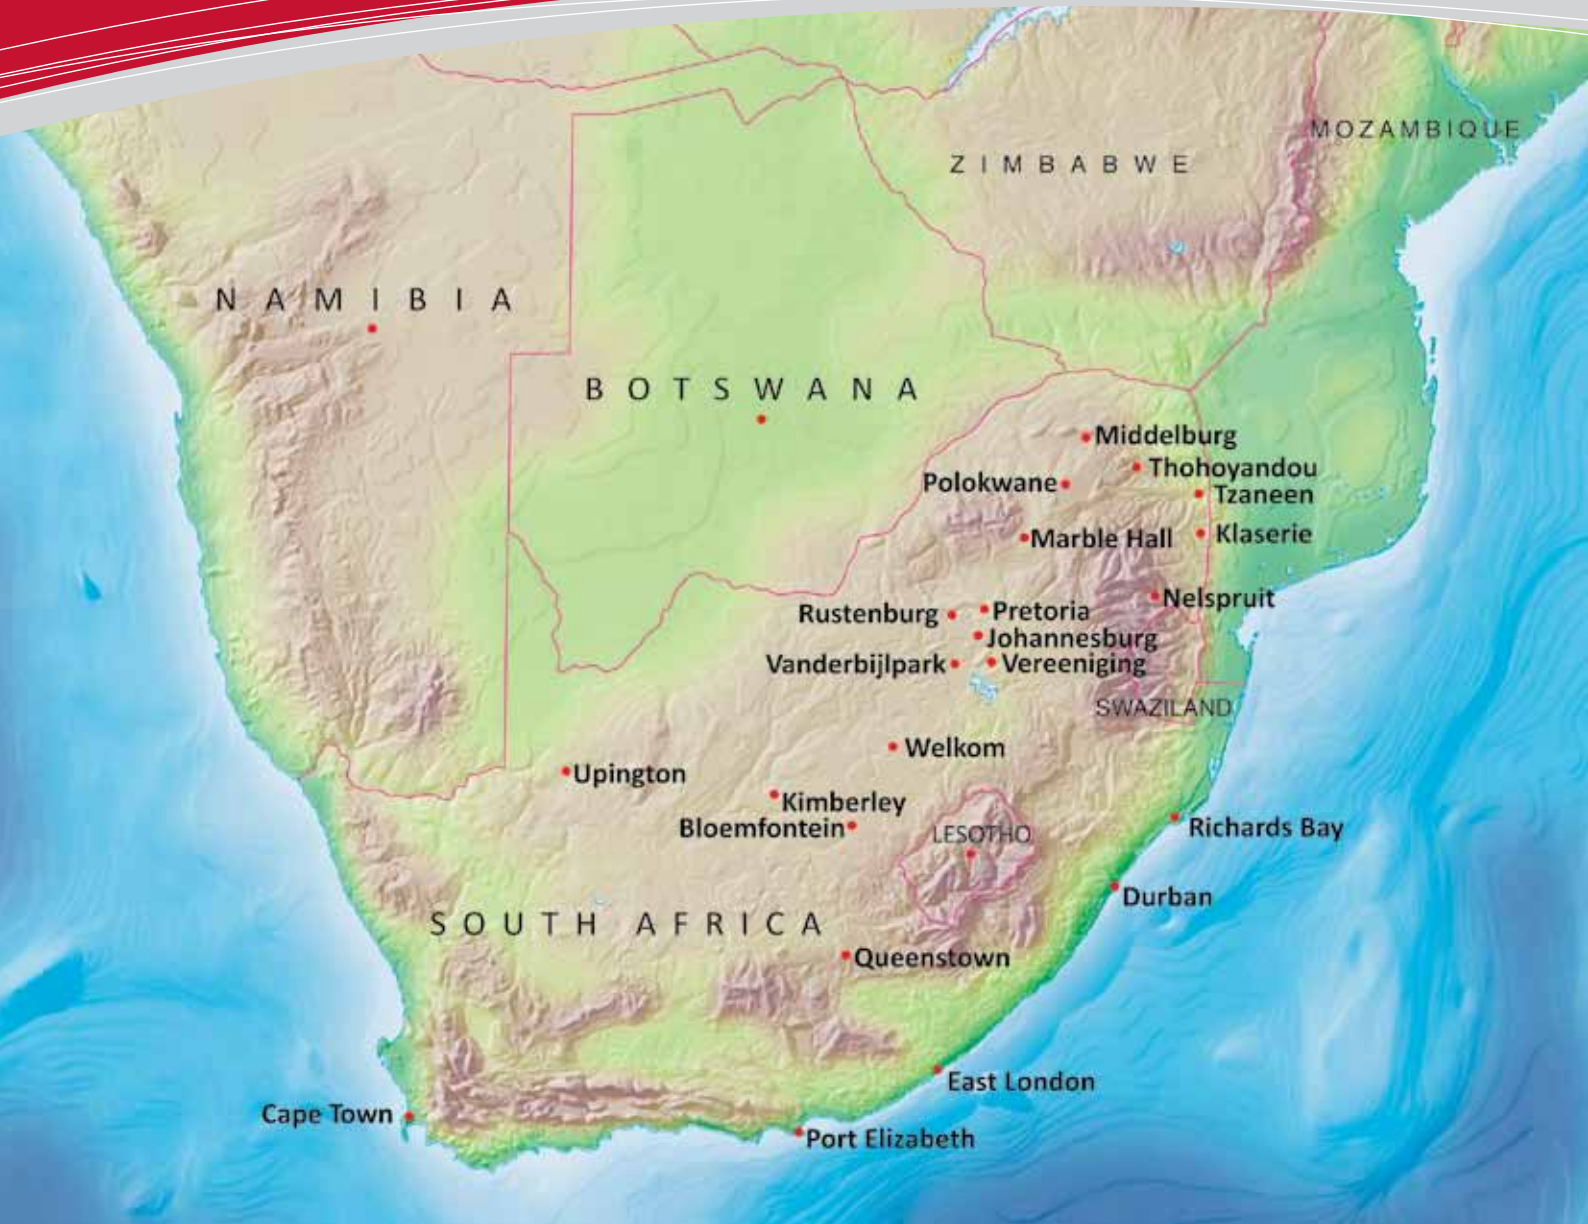 MOZAMBIQUE
ZIMBABWE
NAMIBIA
BOTSWANA
Middelburg
Thohoyandou
Polokwane
Tzaneen
Klaserie
Marble Hall
Nelspruit
Rustenburg
Pretoria
Johannesburg
Vanderbijlpark
Vereeniging
SWAZILAND
Welkom
Upington
Kimberley
Bloemfontein
LESOTHO
Richards Bay
Durban
SOUTH AFRICA
Queenstown
East London
Cape Town
Port Elizabeth